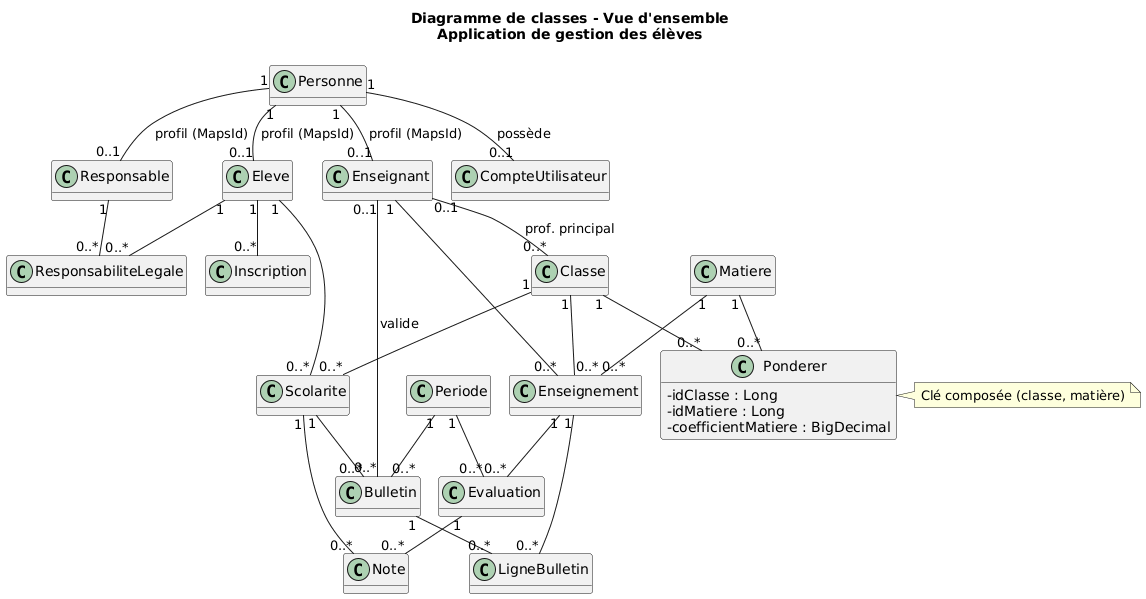 Diagramme de classes - Vue d'ensemble
Application de gestion des élèves
C Personne
1
1
1
1
profil (MapsId)
profil (MapsId)
profil (MapsId)
possède
0..1
0..1
0..1
0..1
C Responsable
C Eleve
C Enseignant
C CompteUtilisateur
1
1
1
1
0..1
1
0..1
prof. principal
0..*
0..*
0..*
0..*
C ResponsabiliteLegale
C Inscription
C Classe
C Matiere
1
1
1
1
1
valide
0..*
0..*
0..*
0..*
0..*
0..*
0..*
C Scolarite
C Periode
C Enseignement
C Ponderer
-idClasse : Long
-idMatiere : Long
-coefficientMatiere : BigDecimal
Clé composée (classe, matière)
1
1
1
1
1
1
0..*
0..*
0..*
0..*
0..*
C Bulletin
C Evaluation
1
1
0..*
0..*
0..*
0..*
C Note
C LigneBulletin